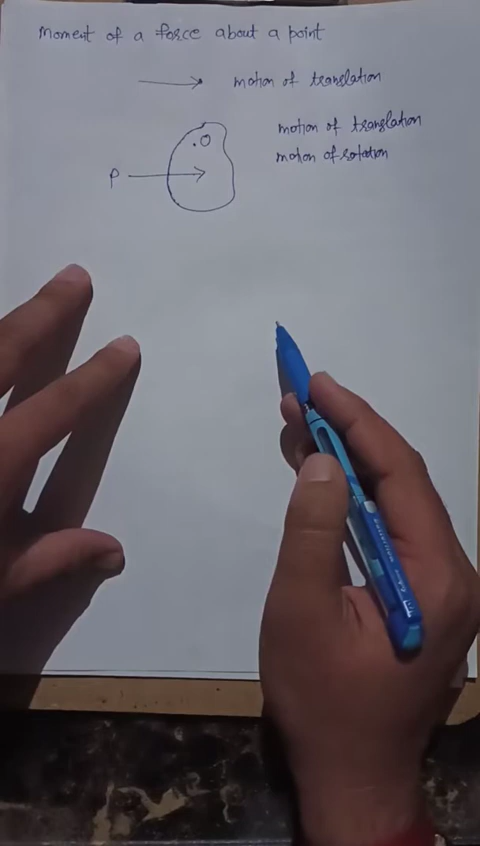 Moment of a force about a point
motion of translation
motion of translation
motion of rotation
.O
P